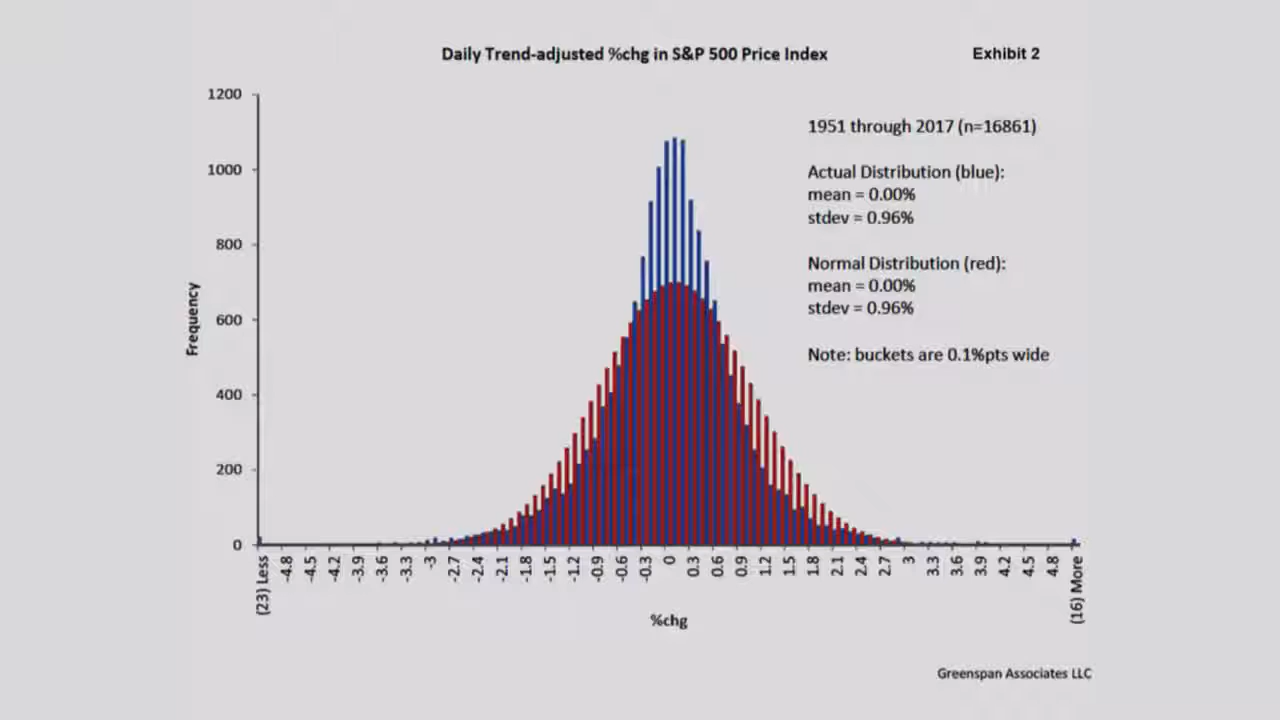 Daily Trend-adjusted %chg in S&P 500 Price Index
Exhibit 2
1951 through 2017 (n=16861)
Actual Distribution (blue):
mean = 0.00%
stdev = 0.96%
Normal Distribution (red):
mean = 0.00%
stdev = 0.96%
Note: buckets are 0.1%pts wide
Frequency
1200
1000
800
600
400
200
0
(23) Less -4.8 -4.5 -4.2 -3.9 -3.6 -3.3 -3 -2.7 -2.4 -2.1 -1.8 -1.5 -1.2 -0.9 -0.6 -0.3 0 0.3 0.6 0.9 1.2 1.5 1.8 2.1 2.4 2.7 3 3.3 3.6 3.9 4.2 4.5 4.8 (16) More
%chg
Greenspan Associates LLC